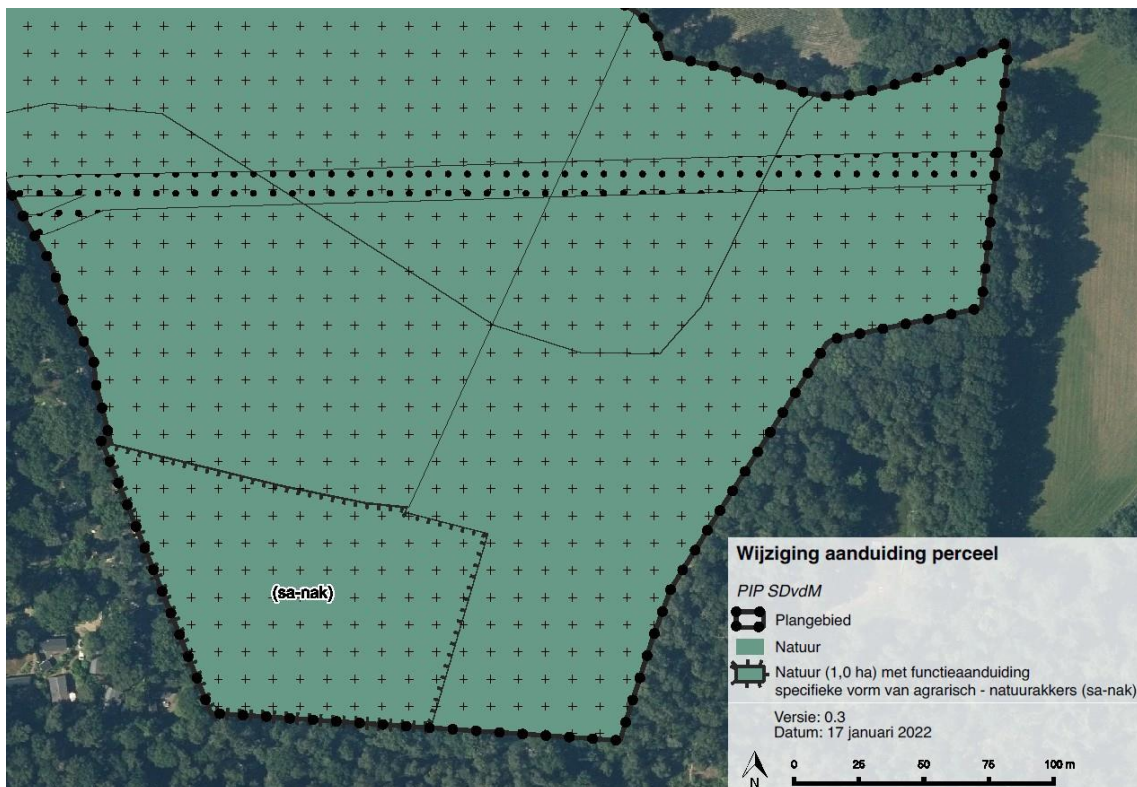 (sa-nak)
Wijziging aanduiding perceel
PIP SDvdM
Plangebied
Natuur
Natuur (1,0 ha) met functieaanduiding
specifieke vorm van agrarisch - natuurakkers (sa-nak)
Versie: 0.3
Datum: 17 januari 2022
N
0 25 50 75 100 m